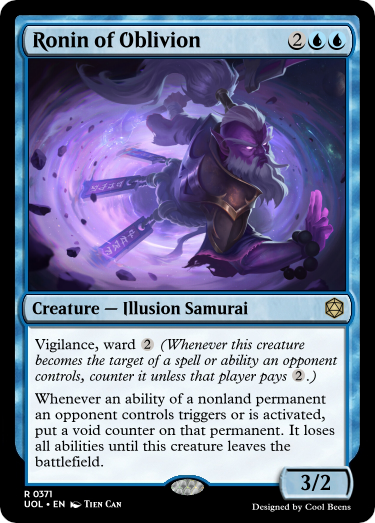 Ronin of Oblivion 2
Creature — Illusion Samurai
Vigilance, ward 2 (Whenever this creature
becomes the target of a spell or ability an opponent
controls, counter it unless that player pays 2.)
Whenever an ability of a nonland permanent
an opponent controls triggers or is activated,
put a void counter on that permanent. It loses
all abilities until this creature leaves the
battlefield.
3/2
R 0371
UOL • EN Tien Can
Designed by Cool Beens